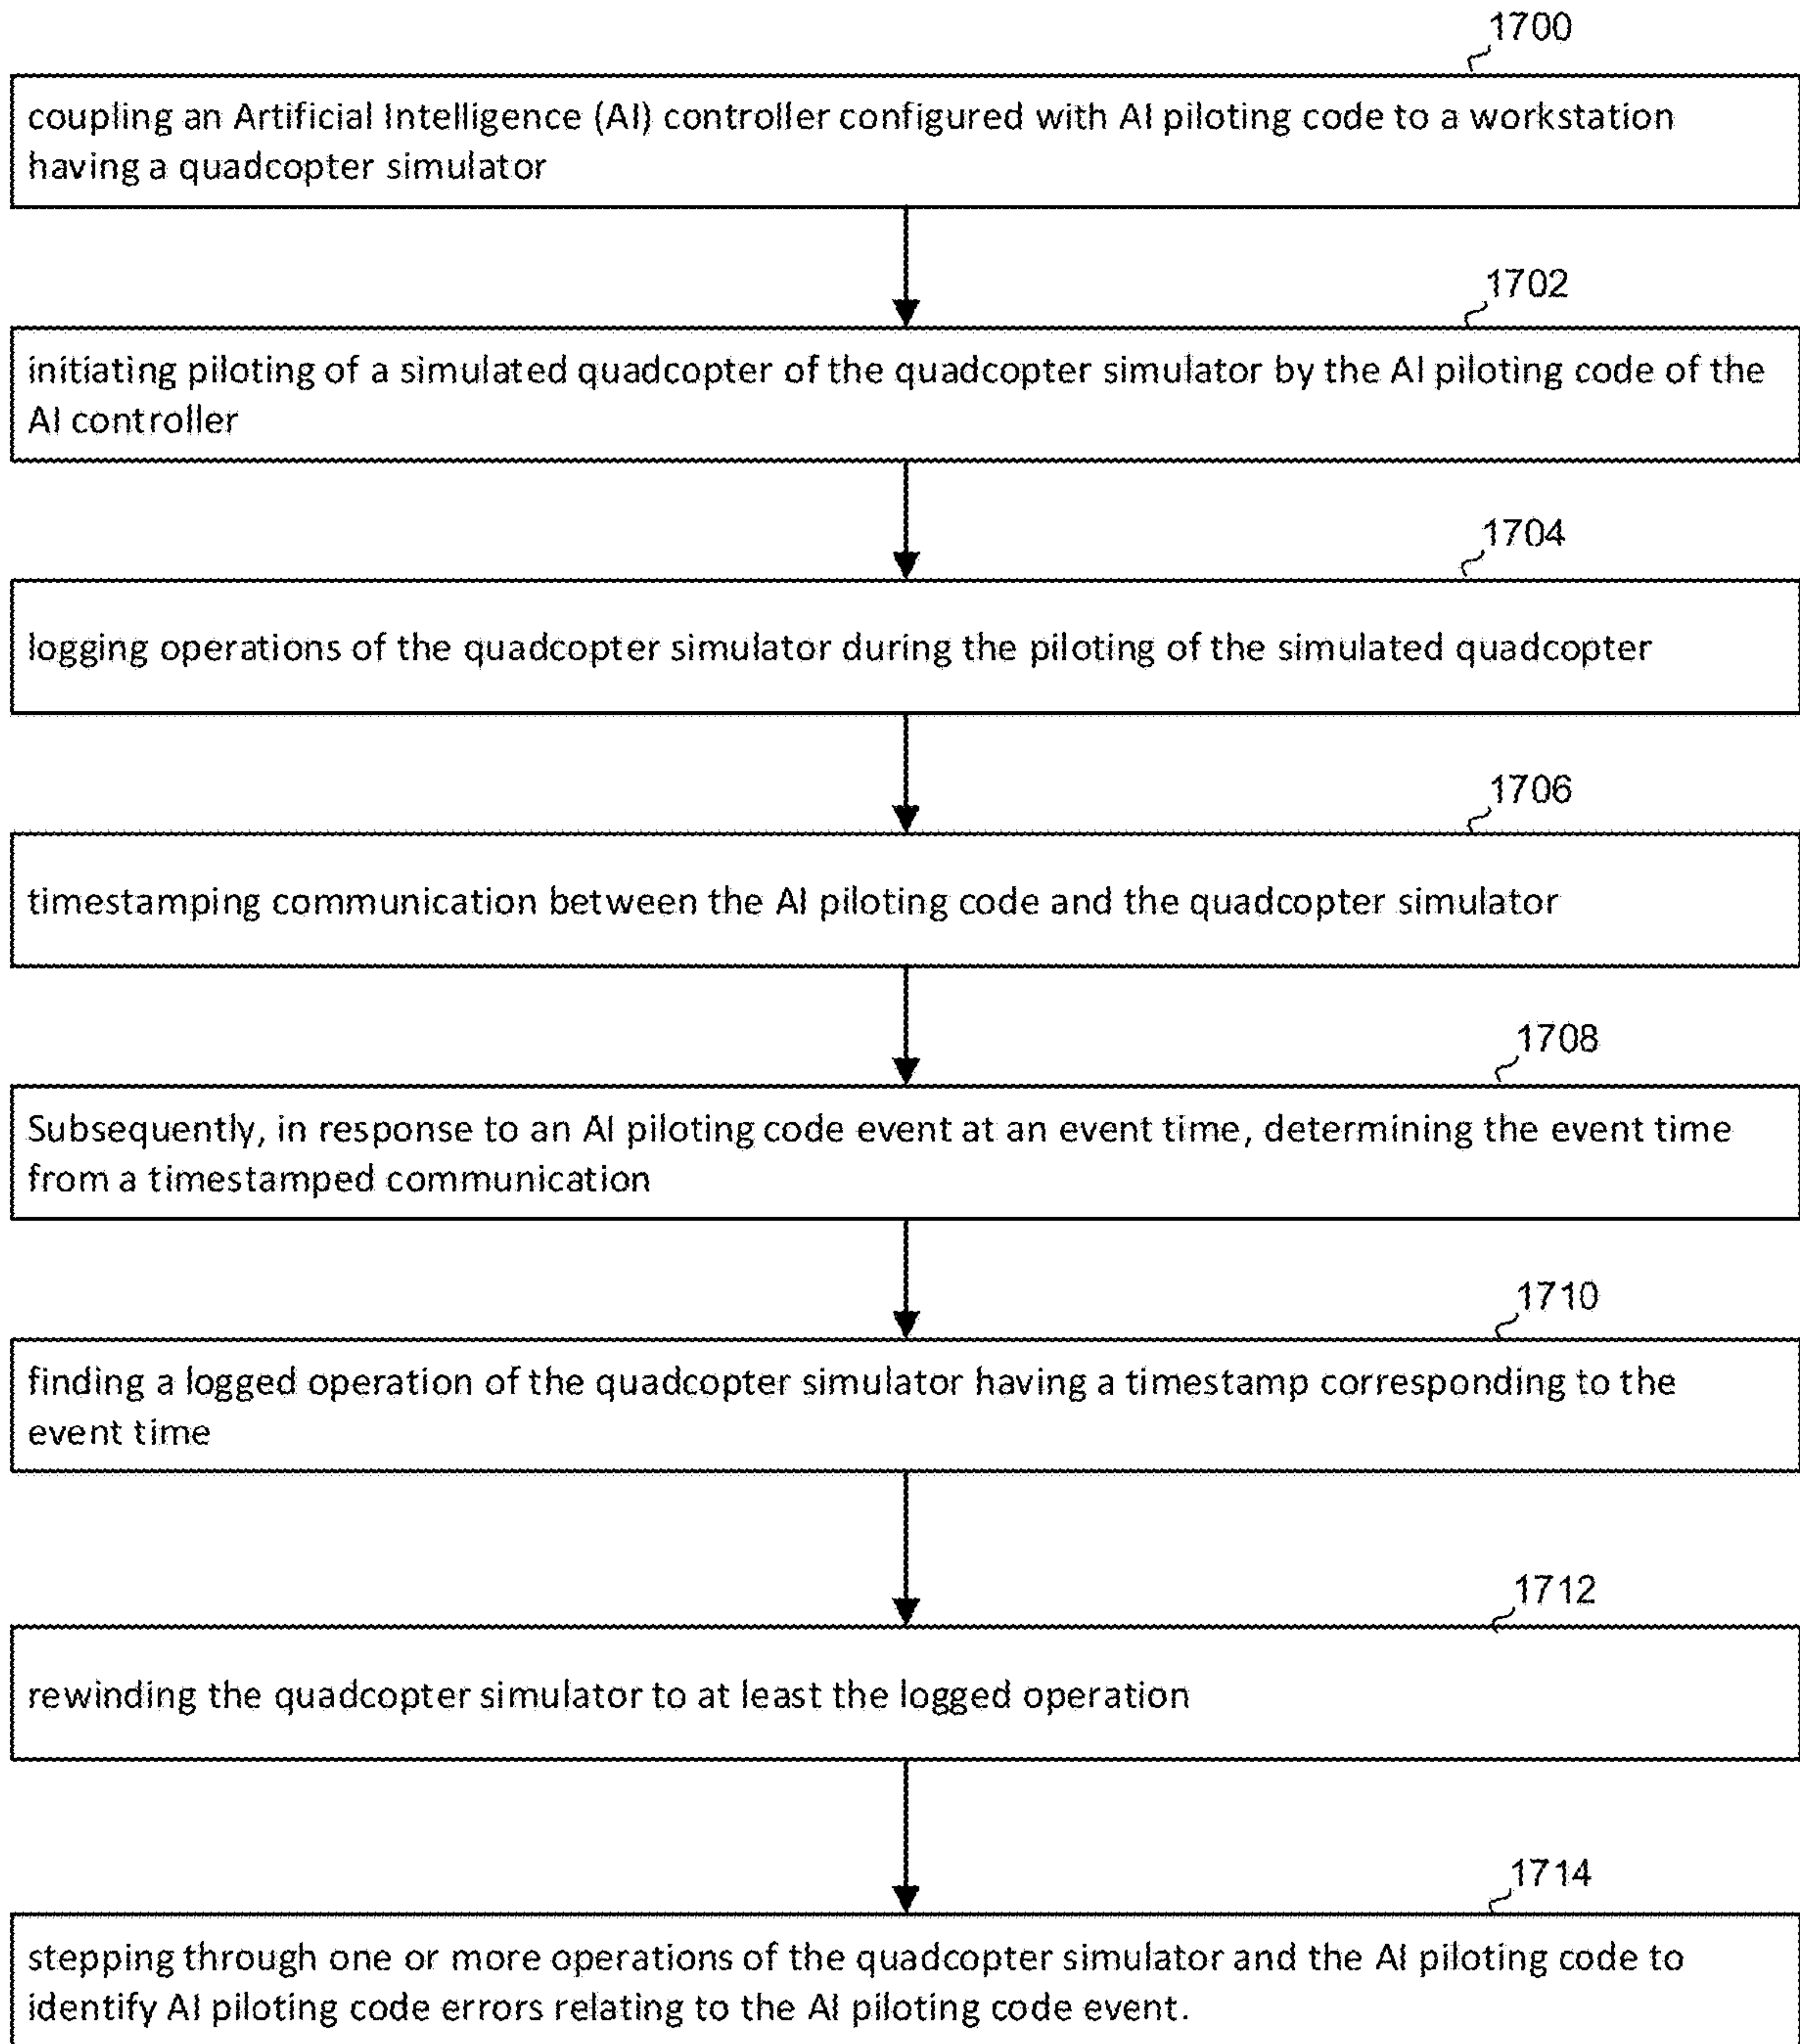 1700
coupling an Artificial Intelligence (AI) controller configured with AI piloting code to a workstation
having a quadcopter simulator
1702
initiating piloting of a simulated quadcopter of the quadcopter simulator by the AI piloting code of the
AI controller
1704
logging operations of the quadcopter simulator during the piloting of the simulated quadcopter
1706
timestamping communication between the AI piloting code and the quadcopter simulator
1708
Subsequently, in response to an AI piloting code event at an event time, determining the event time
from a timestamped communication
1710
finding a logged operation of the quadcopter simulator having a timestamp corresponding to the
event time
1712
rewinding the quadcopter simulator to at least the logged operation
1714
stepping through one or more operations of the quadcopter simulator and the AI piloting code to
identify AI piloting code errors relating to the AI piloting code event.